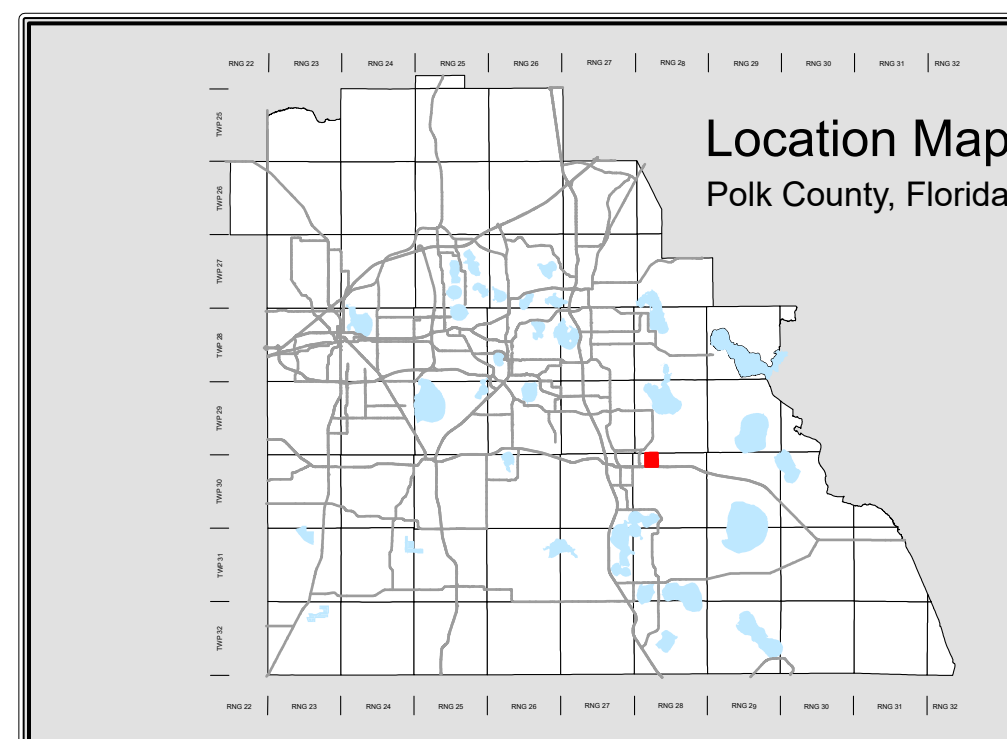 RNG 22 RNG 23 RNG 24 RNG 25 RNG 26 RNG 27 RNG 28 RNG 29 RNG 30 RNG 31 RNG 32
Location Map
Polk County, Florida
TWP 25
TWP 26
TWP 27
TWP 28
TWP 29
TWP 30
TWP 31
TWP 32
RNG 22 RNG 23 RNG 24 RNG 25 RNG 26 RNG 27 RNG 28 RNG 29 RNG 30 RNG 31 RNG 32